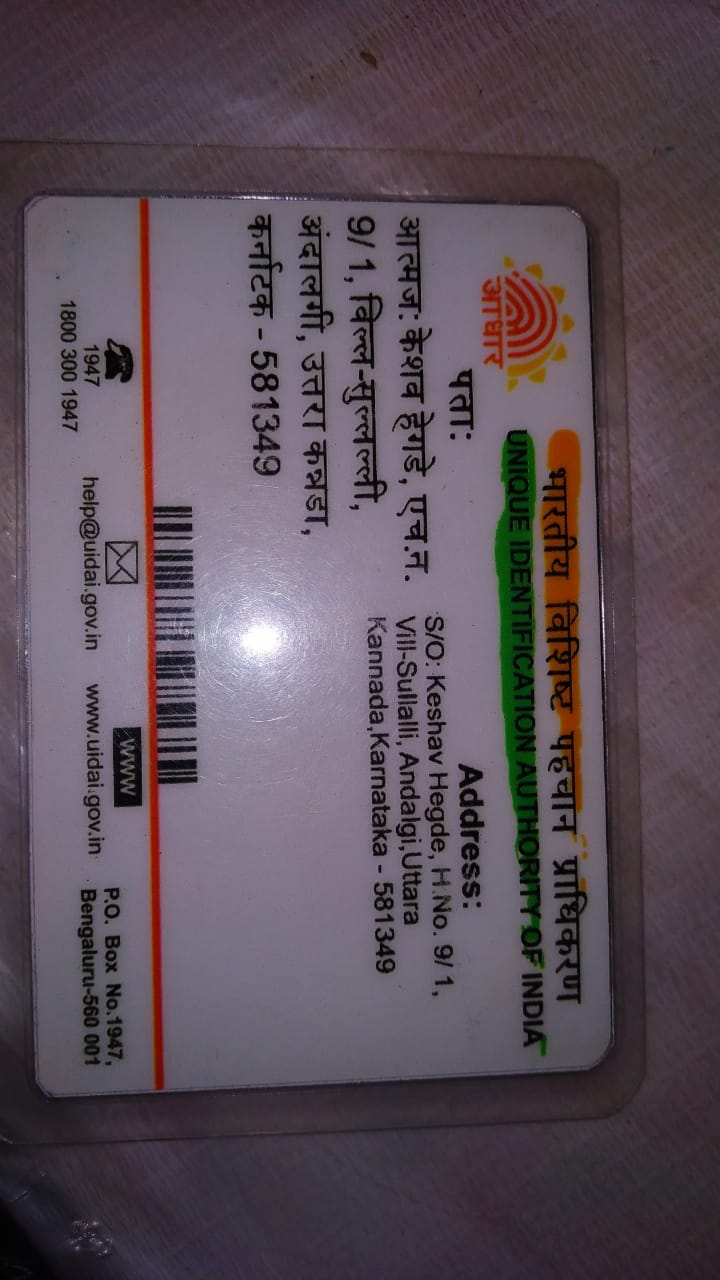 भारतीय विशिष्ट पहचान प्राधिकरण
UNIQUE IDENTIFICATION AUTHORITY OF INDIA
आधार
पता:
आत्मज: केशव हेगडे, एच.न.
9/1, विल्ल-सुल्लल्ली,
अंदालगी, उत्तरा कन्नडा,
कर्नाटक - 581349
Address:
S/O: Keshav Hegde, H.No. 9/1,
Vill-Sullalli, Andalgi,Uttara
Kannada,Karnataka - 581349
1947
1800 300 1947
help@uidai.gov.in
www
www.uidai.gov.in
P.O. Box No.1947,
Bengaluru-560 001